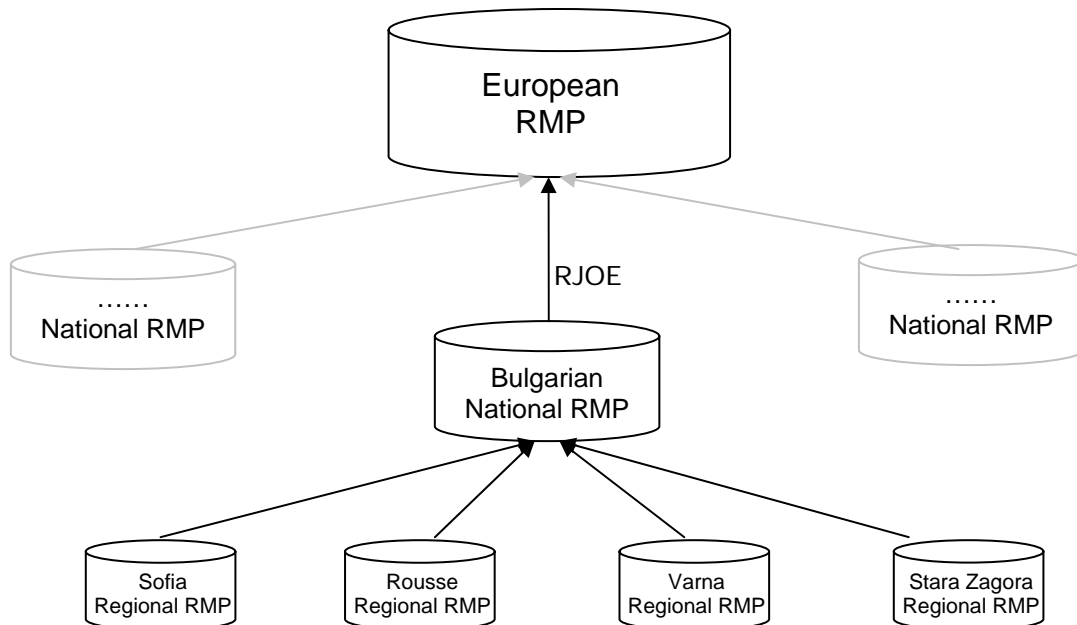 European
RMP
......
National RMP
RJOE
......
National RMP
Bulgarian
National RMP
Sofia
Regional RMP
Rousse
Regional RMP
Varna
Regional RMP
Stara Zagora
Regional RMP